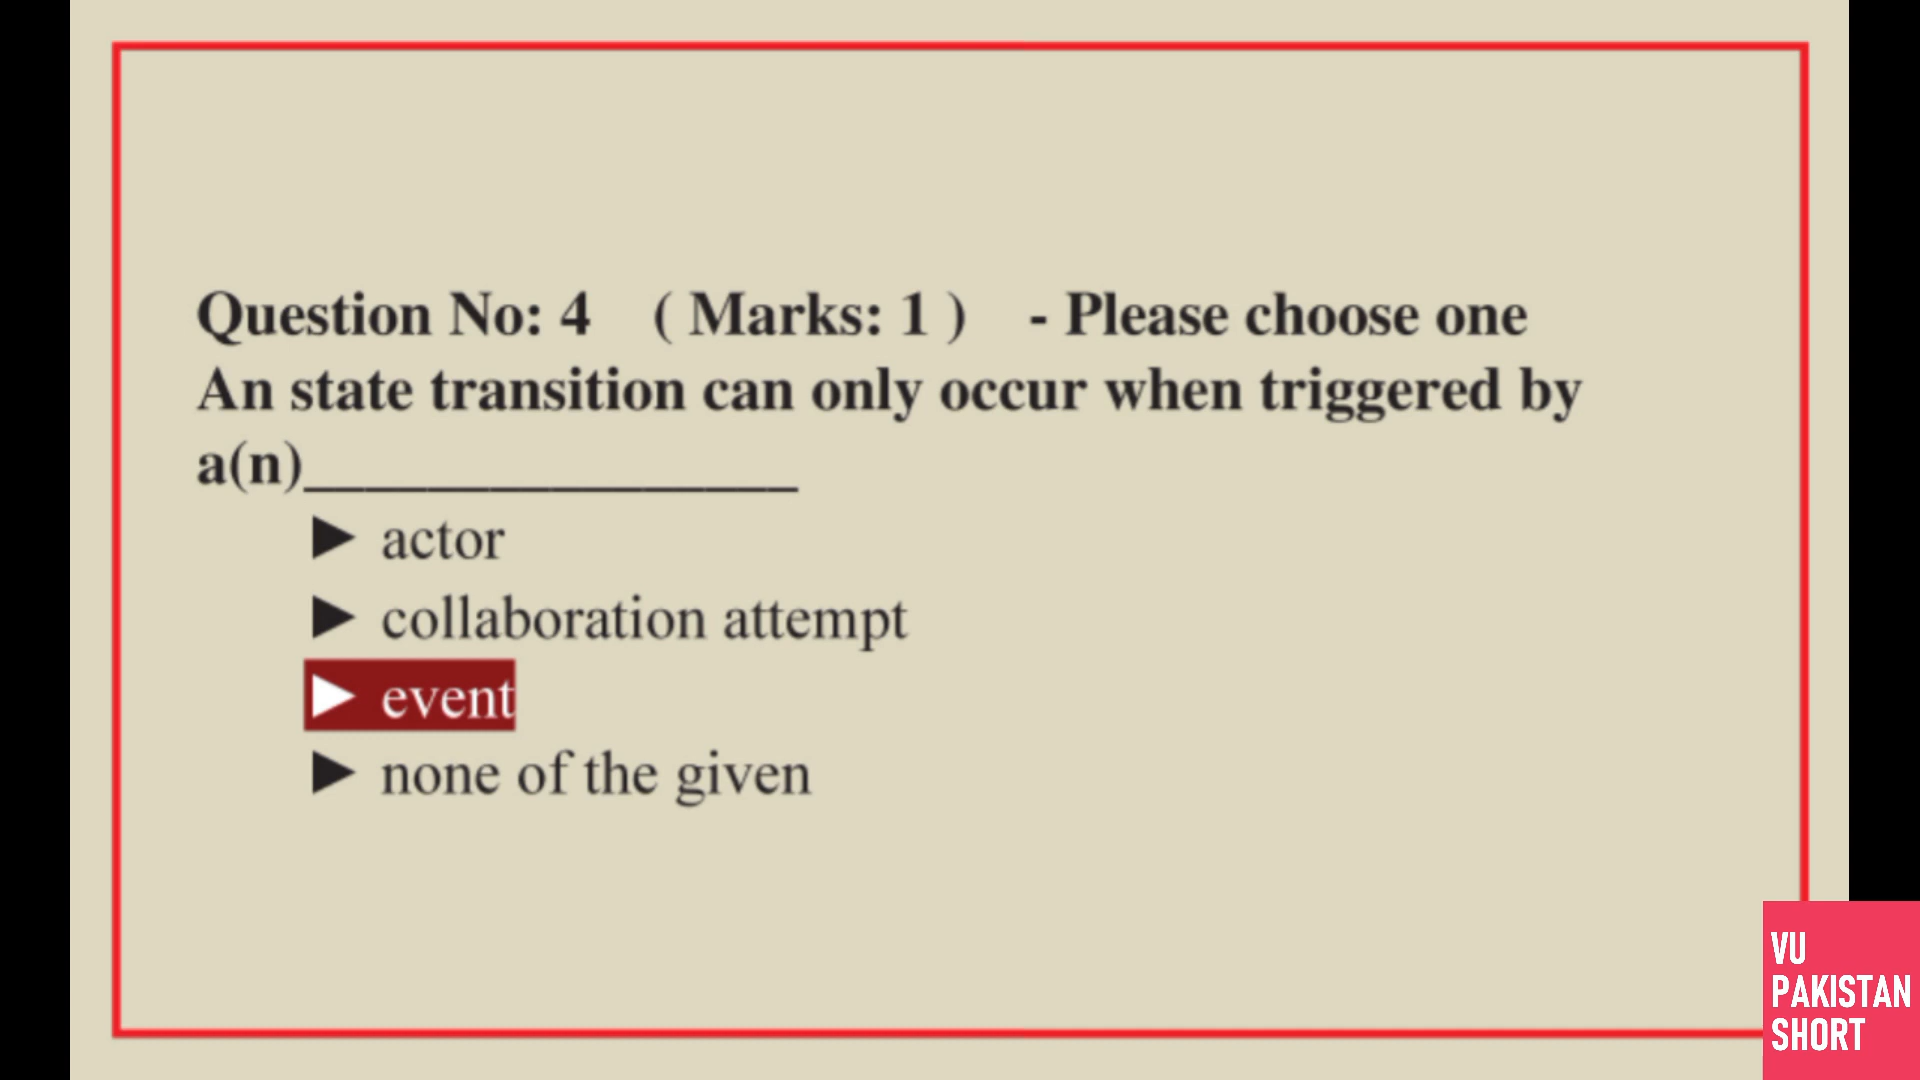 Question No: 4 ( Marks: 1 ) - Please choose one
An state transition can only occur when triggered by
a(n)________________
► actor
► collaboration attempt
► event
► none of the given
VU
PAKISTAN
SHORT